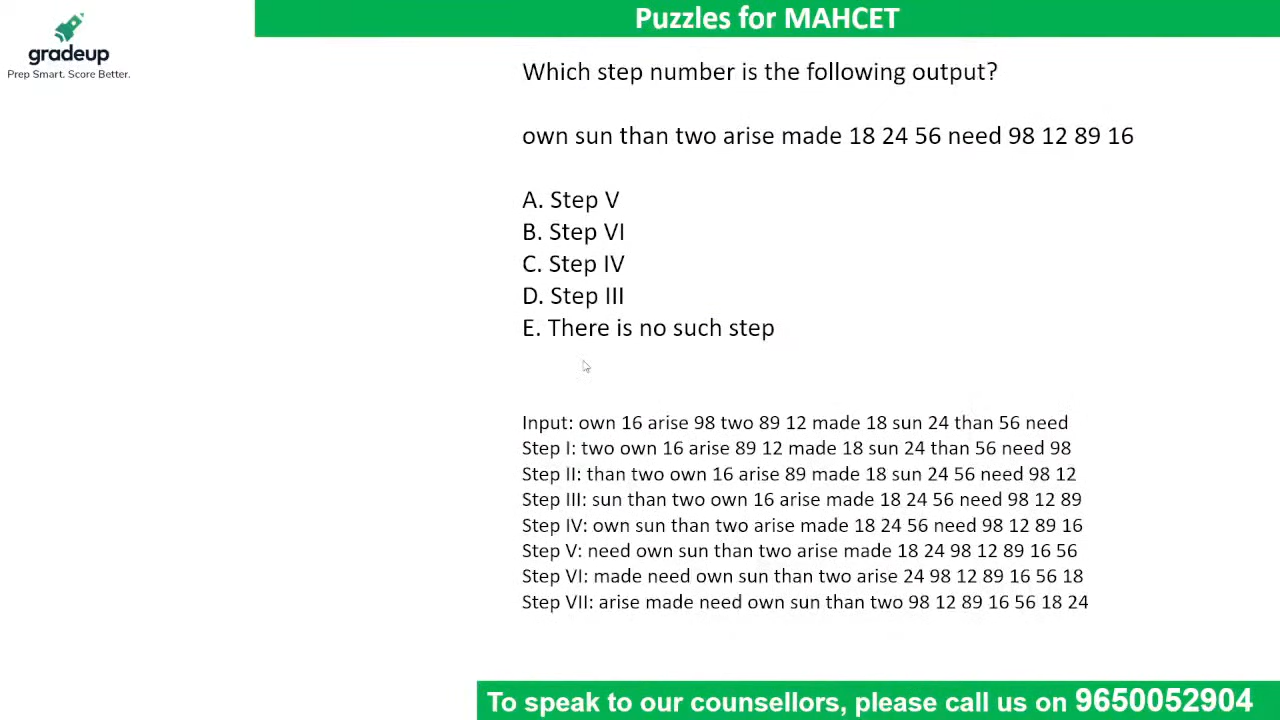 Puzzles for MAHCET
gradeup
Prep Smart. Score Better.
Which step number is the following output?
own sun than two arise made 18 24 56 need 98 12 89 16
A. Step V
B. Step VI
C. Step IV
D. Step III
E. There is no such step
Input: own 16 arise 98 two 89 12 made 18 sun 24 than 56 need
Step I: two own 16 arise 89 12 made 18 sun 24 than 56 need 98
Step II: than two own 16 arise 89 made 18 sun 24 56 need 98 12
Step III: sun than two own 16 arise made 18 24 56 need 98 12 89
Step IV: own sun than two arise made 18 24 56 need 98 12 89 16
Step V: need own sun than two arise made 18 24 98 12 89 16 56
Step VI: made need own sun than two arise 24 98 12 89 16 56 18
Step VII: arise made need own sun than two 98 12 89 16 56 18 24
To speak to our counsellors, please call us on 9650052904